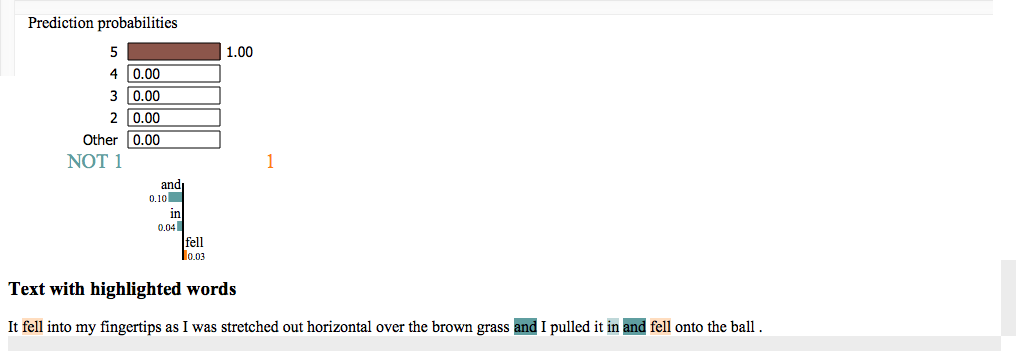 Prediction probabilities
5 1.00
4 0.00
3 0.00
2 0.00
Other 0.00
NOT 1 1
and
0.10
in
0.04
fell
0.03
Text with highlighted words
It fell into my fingertips as I was stretched out horizontal over the brown grass and I pulled it in and fell onto the ball .